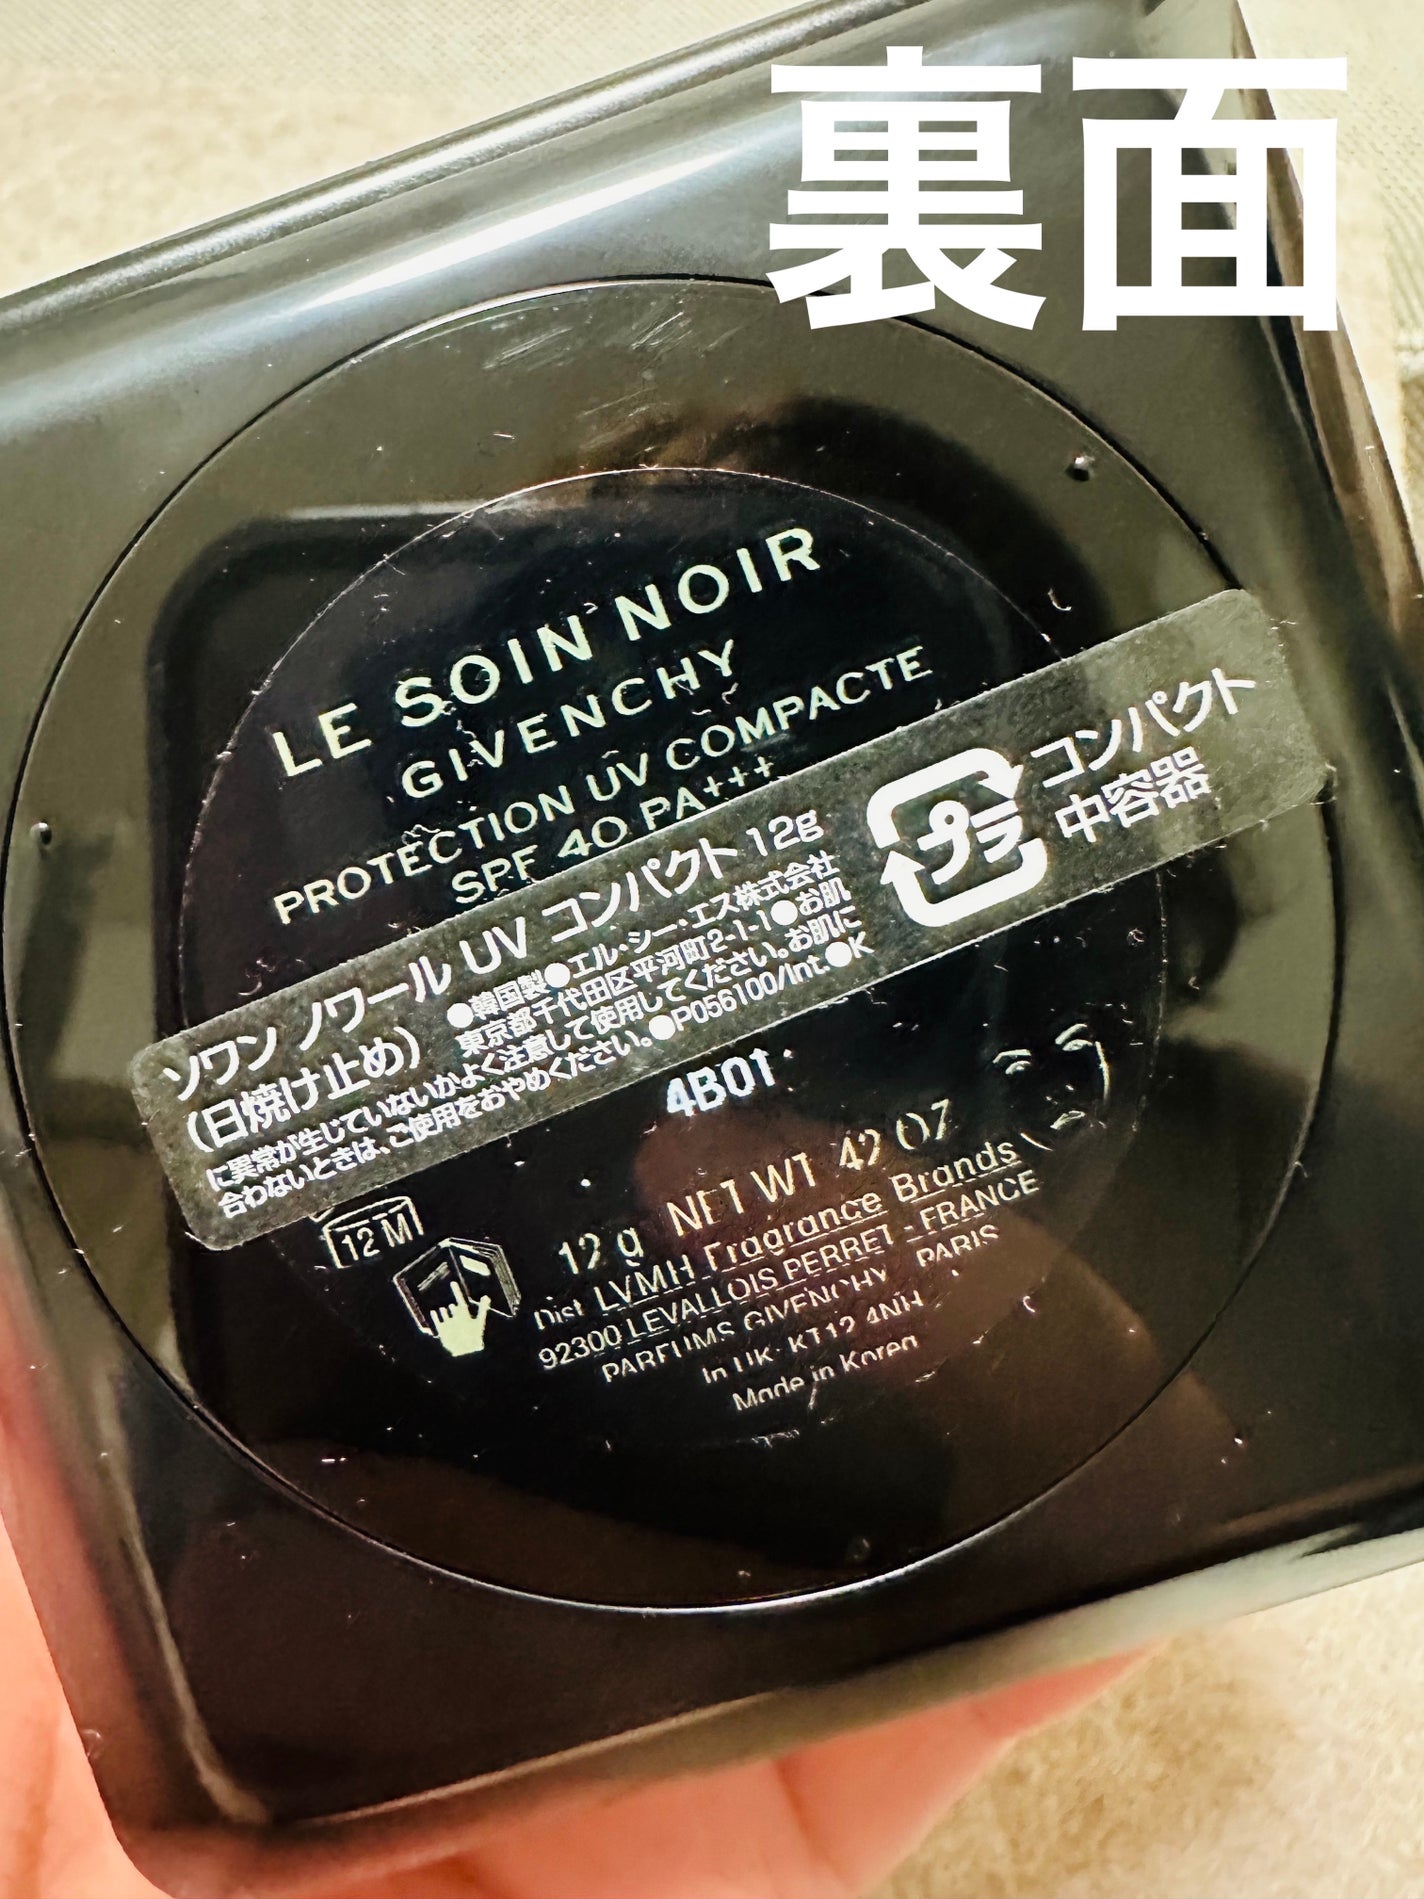 裏面
LE SOIN NOIR
GIVENCHY
PROTECTION UV COMPACTE
SPF 40 PA+++
ソワン ノワール UV コンパクト 12g
(日焼け止め)
●韓国製●エル・シー・エス株式会社
東京都千代田区平河町2-1-1●お肌
に異常が生じていないかよく注意して使用してください。お肌に
合わないときは、ご使用をおやめください。●P056100/Int.●K
プラ
コンパクト
中容器
4B01
12 M
12 g NET WT .42 OZ
Dist LVMH Fragrance Brands
92300 LEVALLOIS PERRET - FRANCE
PARFUMS GIVENCHY PARIS
In UK: KT12 4NH
Made in Korea